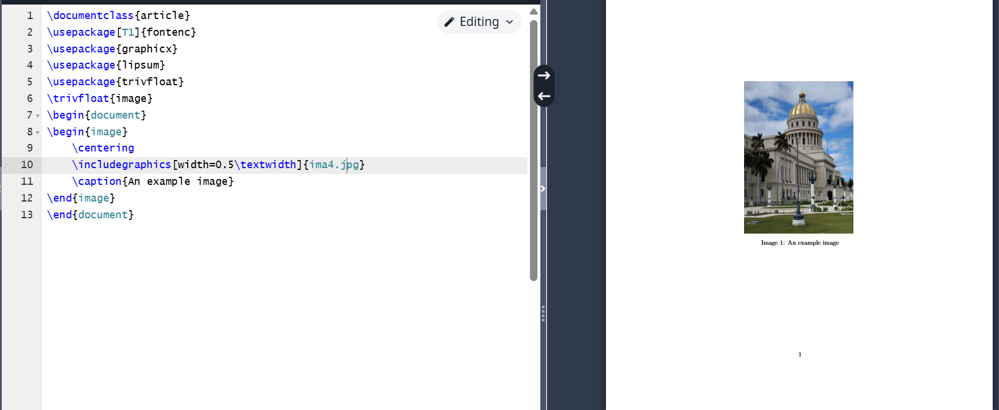 1 \documentclass{article}
2 \usepackage[T1]{fontenc}
3 \usepackage{graphicx}
4 \usepackage{lipsum}
5 \usepackage{trivfloat}
6 \trivfloat{image}
7 \begin{document}
8 \begin{image}
9     \centering
10     \includegraphics[width=0.5\textwidth]{ima4.jpg}
11     \caption{An example image}
12 \end{image}
13 \end{document}
Editing
Image 1: An example image
1